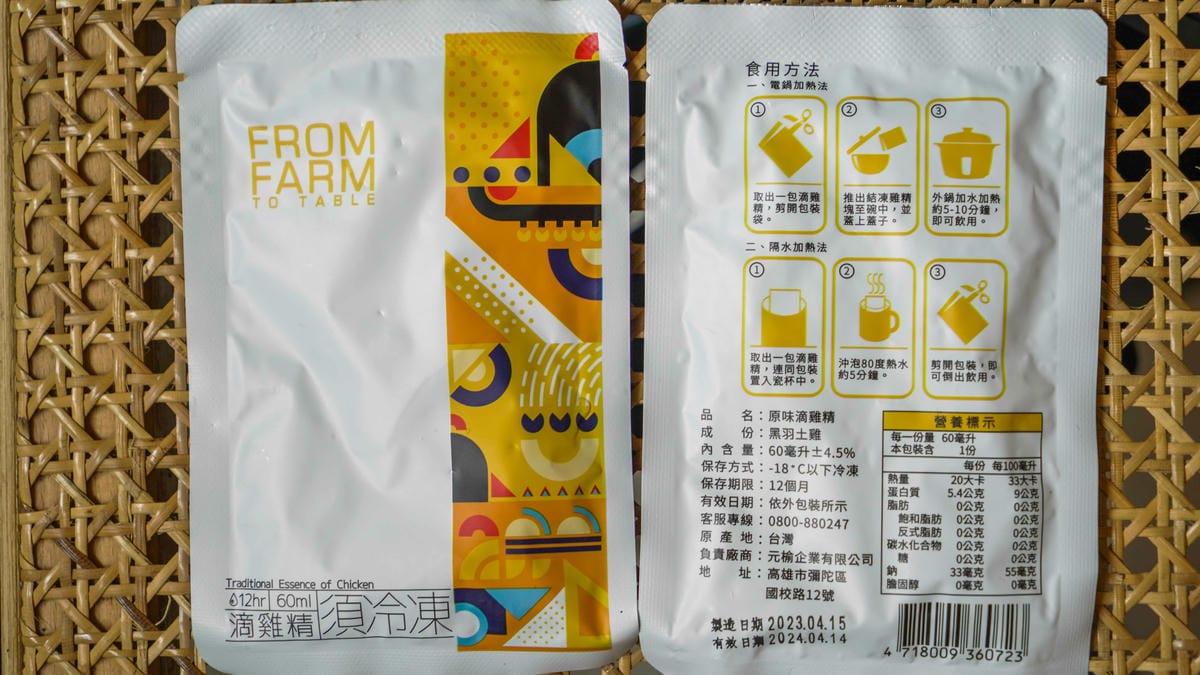 FROM
FARM
TO TABLE
Traditional Essence of Chicken
12hr 60ml
滴雞精
須冷凍
食用方法
一、電鍋加熱法
①
取出一包滴雞
精，剪開包裝
袋。
②
推出結凍雞精
塊至碗中，並
蓋上蓋子。
③
外鍋加水加熱
約5-10分鐘，
即可飲用。
二、隔水加熱法
①
取出一包滴雞
精，連同包裝
置入瓷杯中。
②
沖泡80度熱水
約5分鐘。
③
剪開包裝，即
可倒出飲用。
品 名：原味滴雞精
成 份：黑羽土雞
內 含 量：60毫升±4.5%
保存方式：-18°C以下冷凍
保存期限：12個月
有效日期：依外包裝所示
客服專線：0800-880247
原 產 地：台灣
負責廠商：元榆企業有限公司
地 址：高雄市彌陀區
國校路12號
製造日期 2023.04.15
有效日期 2024.04.14
營養標示
每一份量 60毫升
本包裝含 1份
每份 每100毫升
熱量 20大卡 33大卡
蛋白質 5.4公克 9公克
脂肪 0公克 0公克
飽和脂肪 0公克 0公克
反式脂肪 0公克 0公克
碳水化合物 0公克 0公克
糖 0公克 0公克
鈉 33毫克 55毫克
膽固醇 0毫克 0毫克
4 718009 360723